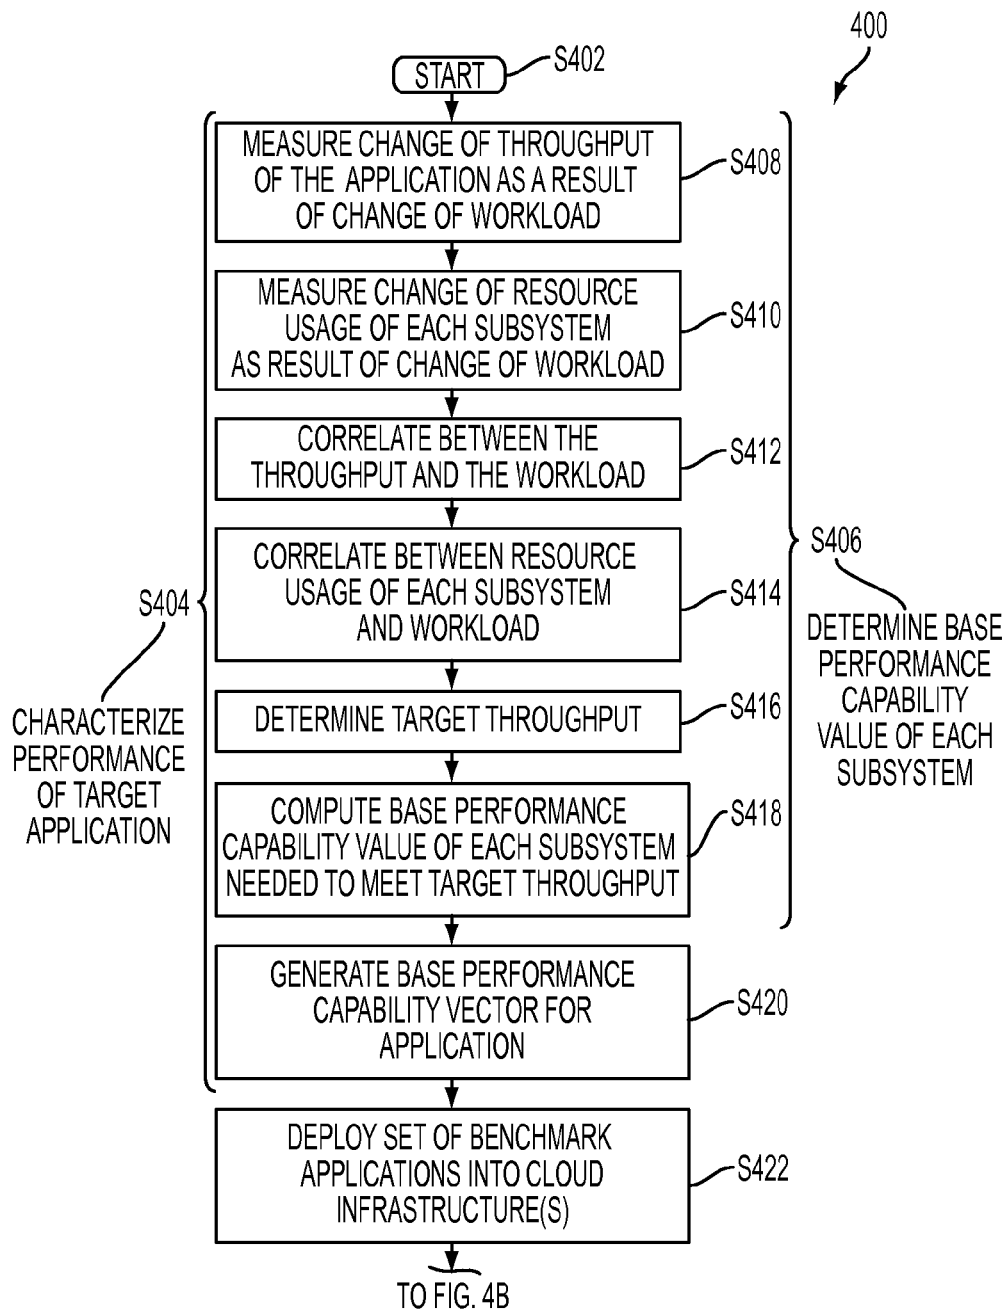 400
START
S402
MEASURE CHANGE OF THROUGHPUT
OF THE APPLICATION AS A RESULT
OF CHANGE OF WORKLOAD
S408
MEASURE CHANGE OF RESOURCE
USAGE OF EACH SUBSYSTEM
AS RESULT OF CHANGE OF WORKLOAD
S410
CORRELATE BETWEEN THE
THROUGHPUT AND THE WORKLOAD
S412
CORRELATE BETWEEN RESOURCE
USAGE OF EACH SUBSYSTEM
AND WORKLOAD
S414
DETERMINE TARGET THROUGHPUT
S416
COMPUTE BASE PERFORMANCE
CAPABILITY VALUE OF EACH SUBSYSTEM
NEEDED TO MEET TARGET THROUGHPUT
S418
GENERATE BASE PERFORMANCE
CAPABILITY VECTOR FOR
APPLICATION
S420
DEPLOY SET OF BENCHMARK
APPLICATIONS INTO CLOUD
INFRASTRUCTURE(S)
S422
TO FIG. 4B
S404
CHARACTERIZE
PERFORMANCE
OF TARGET
APPLICATION
S406
DETERMINE BASE
PERFORMANCE
CAPABILITY
VALUE OF EACH
SUBSYSTEM